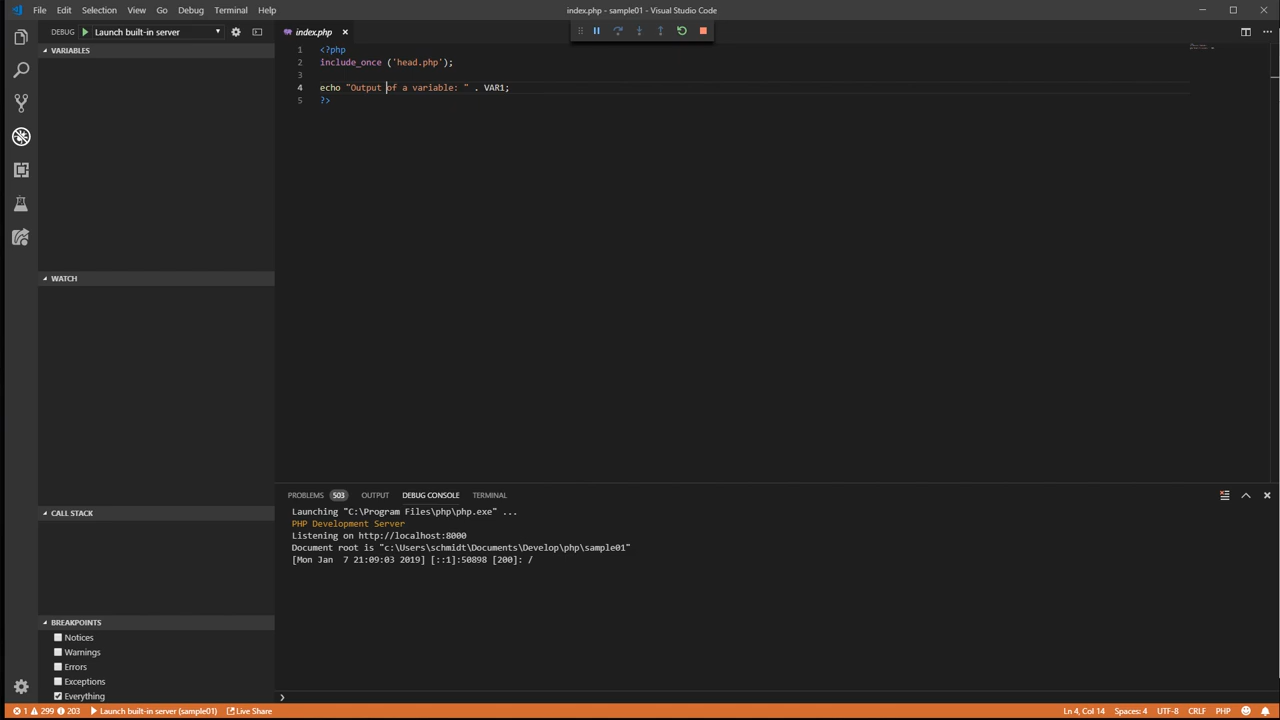 File Edit Selection View Go Debug Terminal Help
index.php - sample01 - Visual Studio Code
DEBUG Launch built-in server
index.php
VARIABLES
WATCH
CALL STACK
BREAKPOINTS
Notices
Warnings
Errors
Exceptions
Everything
1 <?php
2 include_once ('head.php');
3
4 echo "Output of a variable: " . VAR1;
5 ?>
PROBLEMS 503 OUTPUT DEBUG CONSOLE TERMINAL
Launching "C:\Program Files\php\php.exe" ...
PHP Development Server
Listening on http://localhost:8000
Document root is "c:\Users\schmidt\Documents\Develop\php\sample01"
[Mon Jan  7 21:09:03 2019] [::1]:50898 [200]: /
1 299 203 Launch built-in server (sample01) Live Share Ln 4, Col 14 Spaces: 4 UTF-8 CRLF PHP